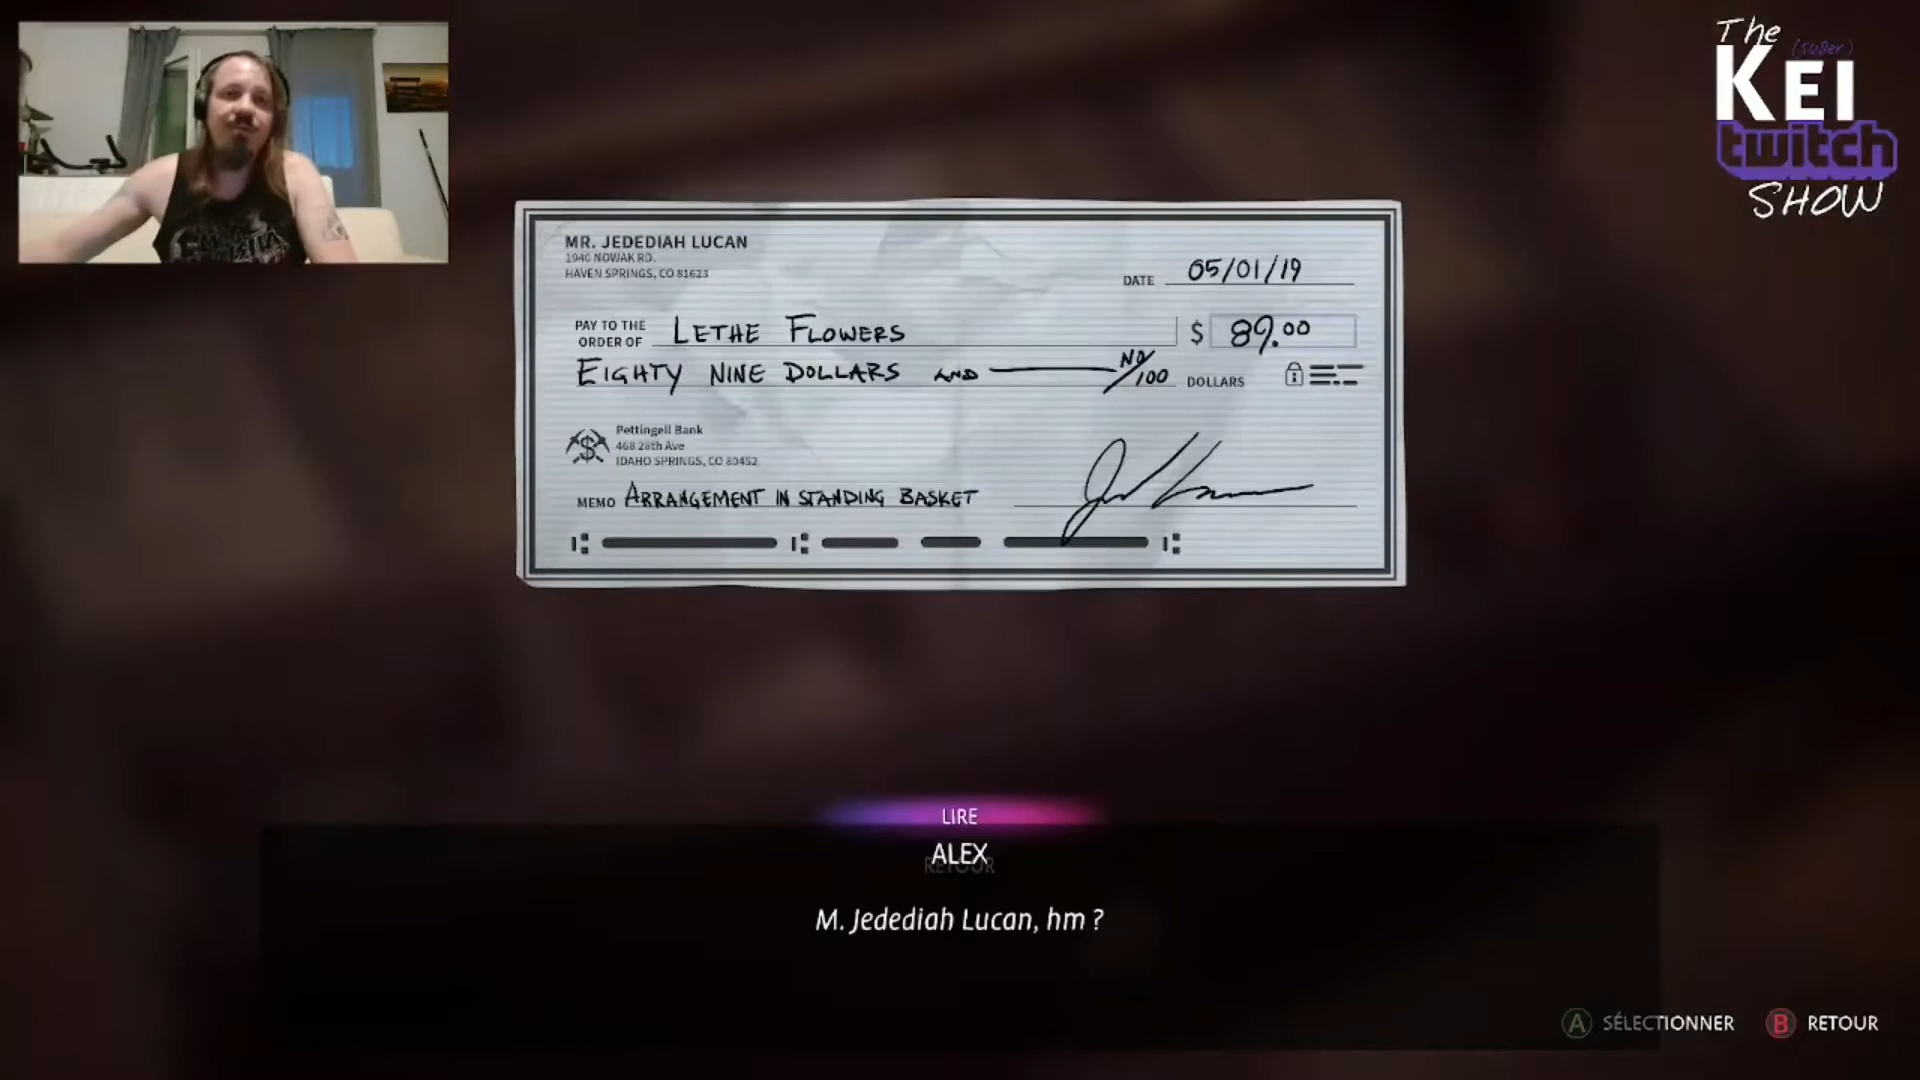 The
(suber)
KEI
twitch
SHOW
MR. JEDEDIAH LUCAN
1940 NOWAK RD.
HAVEN SPRINGS, CO 81623
DATE 05/01/19
PAY TO THE ORDER OF LETHE FLOWERS $ 89.00
EIGHTY NINE DOLLARS AND NO/100 DOLLARS
Pettingell Bank
468 28th Ave
IDAHO SPRINGS, CO 80452
MEMO ARRANGEMENT IN STANDING BASKET
LIRE
ALEX
RETOUR
M. Jedediah Lucan, hm ?
A SÉLECTIONNER B RETOUR